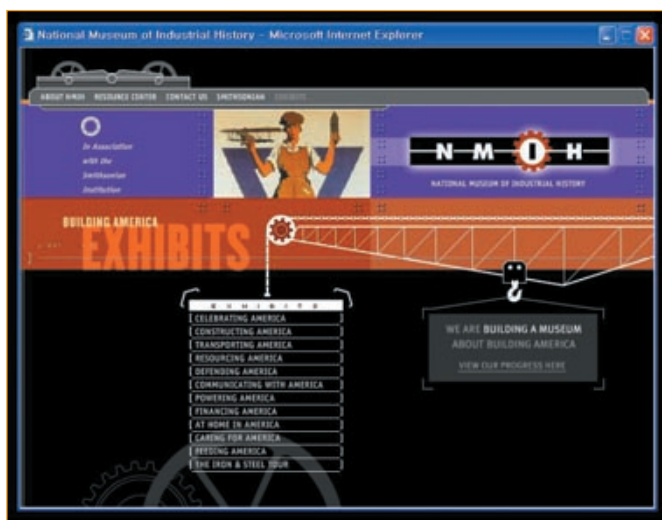 National Museum of Industrial History - Microsoft Internet Explorer
ABOUT NMIH RESOURCE CENTER CONTACT US SMITHSONIAN EXHIBITS
In Association
with the
Smithsonian
Institution
N M I H
NATIONAL MUSEUM OF INDUSTRIAL HISTORY
BUILDING AMERICA
EXHIBITS
EXHIBITS
CELEBRATING AMERICA
CONSTRUCTING AMERICA
TRANSPORTING AMERICA
RESOURCING AMERICA
DEFENDING AMERICA
COMMUNICATING WITH AMERICA
POWERING AMERICA
FINANCING AMERICA
AT HOME IN AMERICA
CARING FOR AMERICA
FEEDING AMERICA
THE IRON & STEEL TOUR
WE ARE BUILDING A MUSEUM
ABOUT BUILDING AMERICA
VIEW OUR PROGRESS HERE